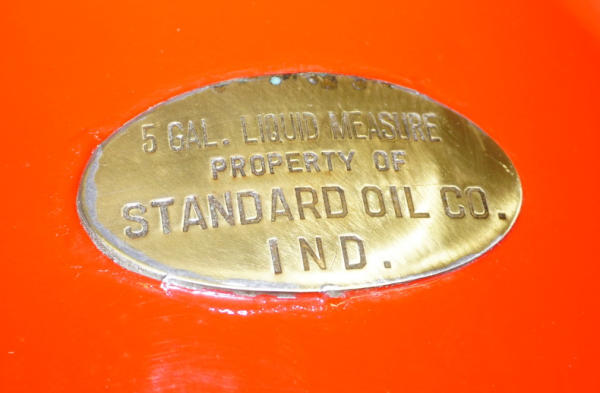 5 GAL. LIQUID MEASURE
PROPERTY OF
STANDARD OIL CO.
IND.